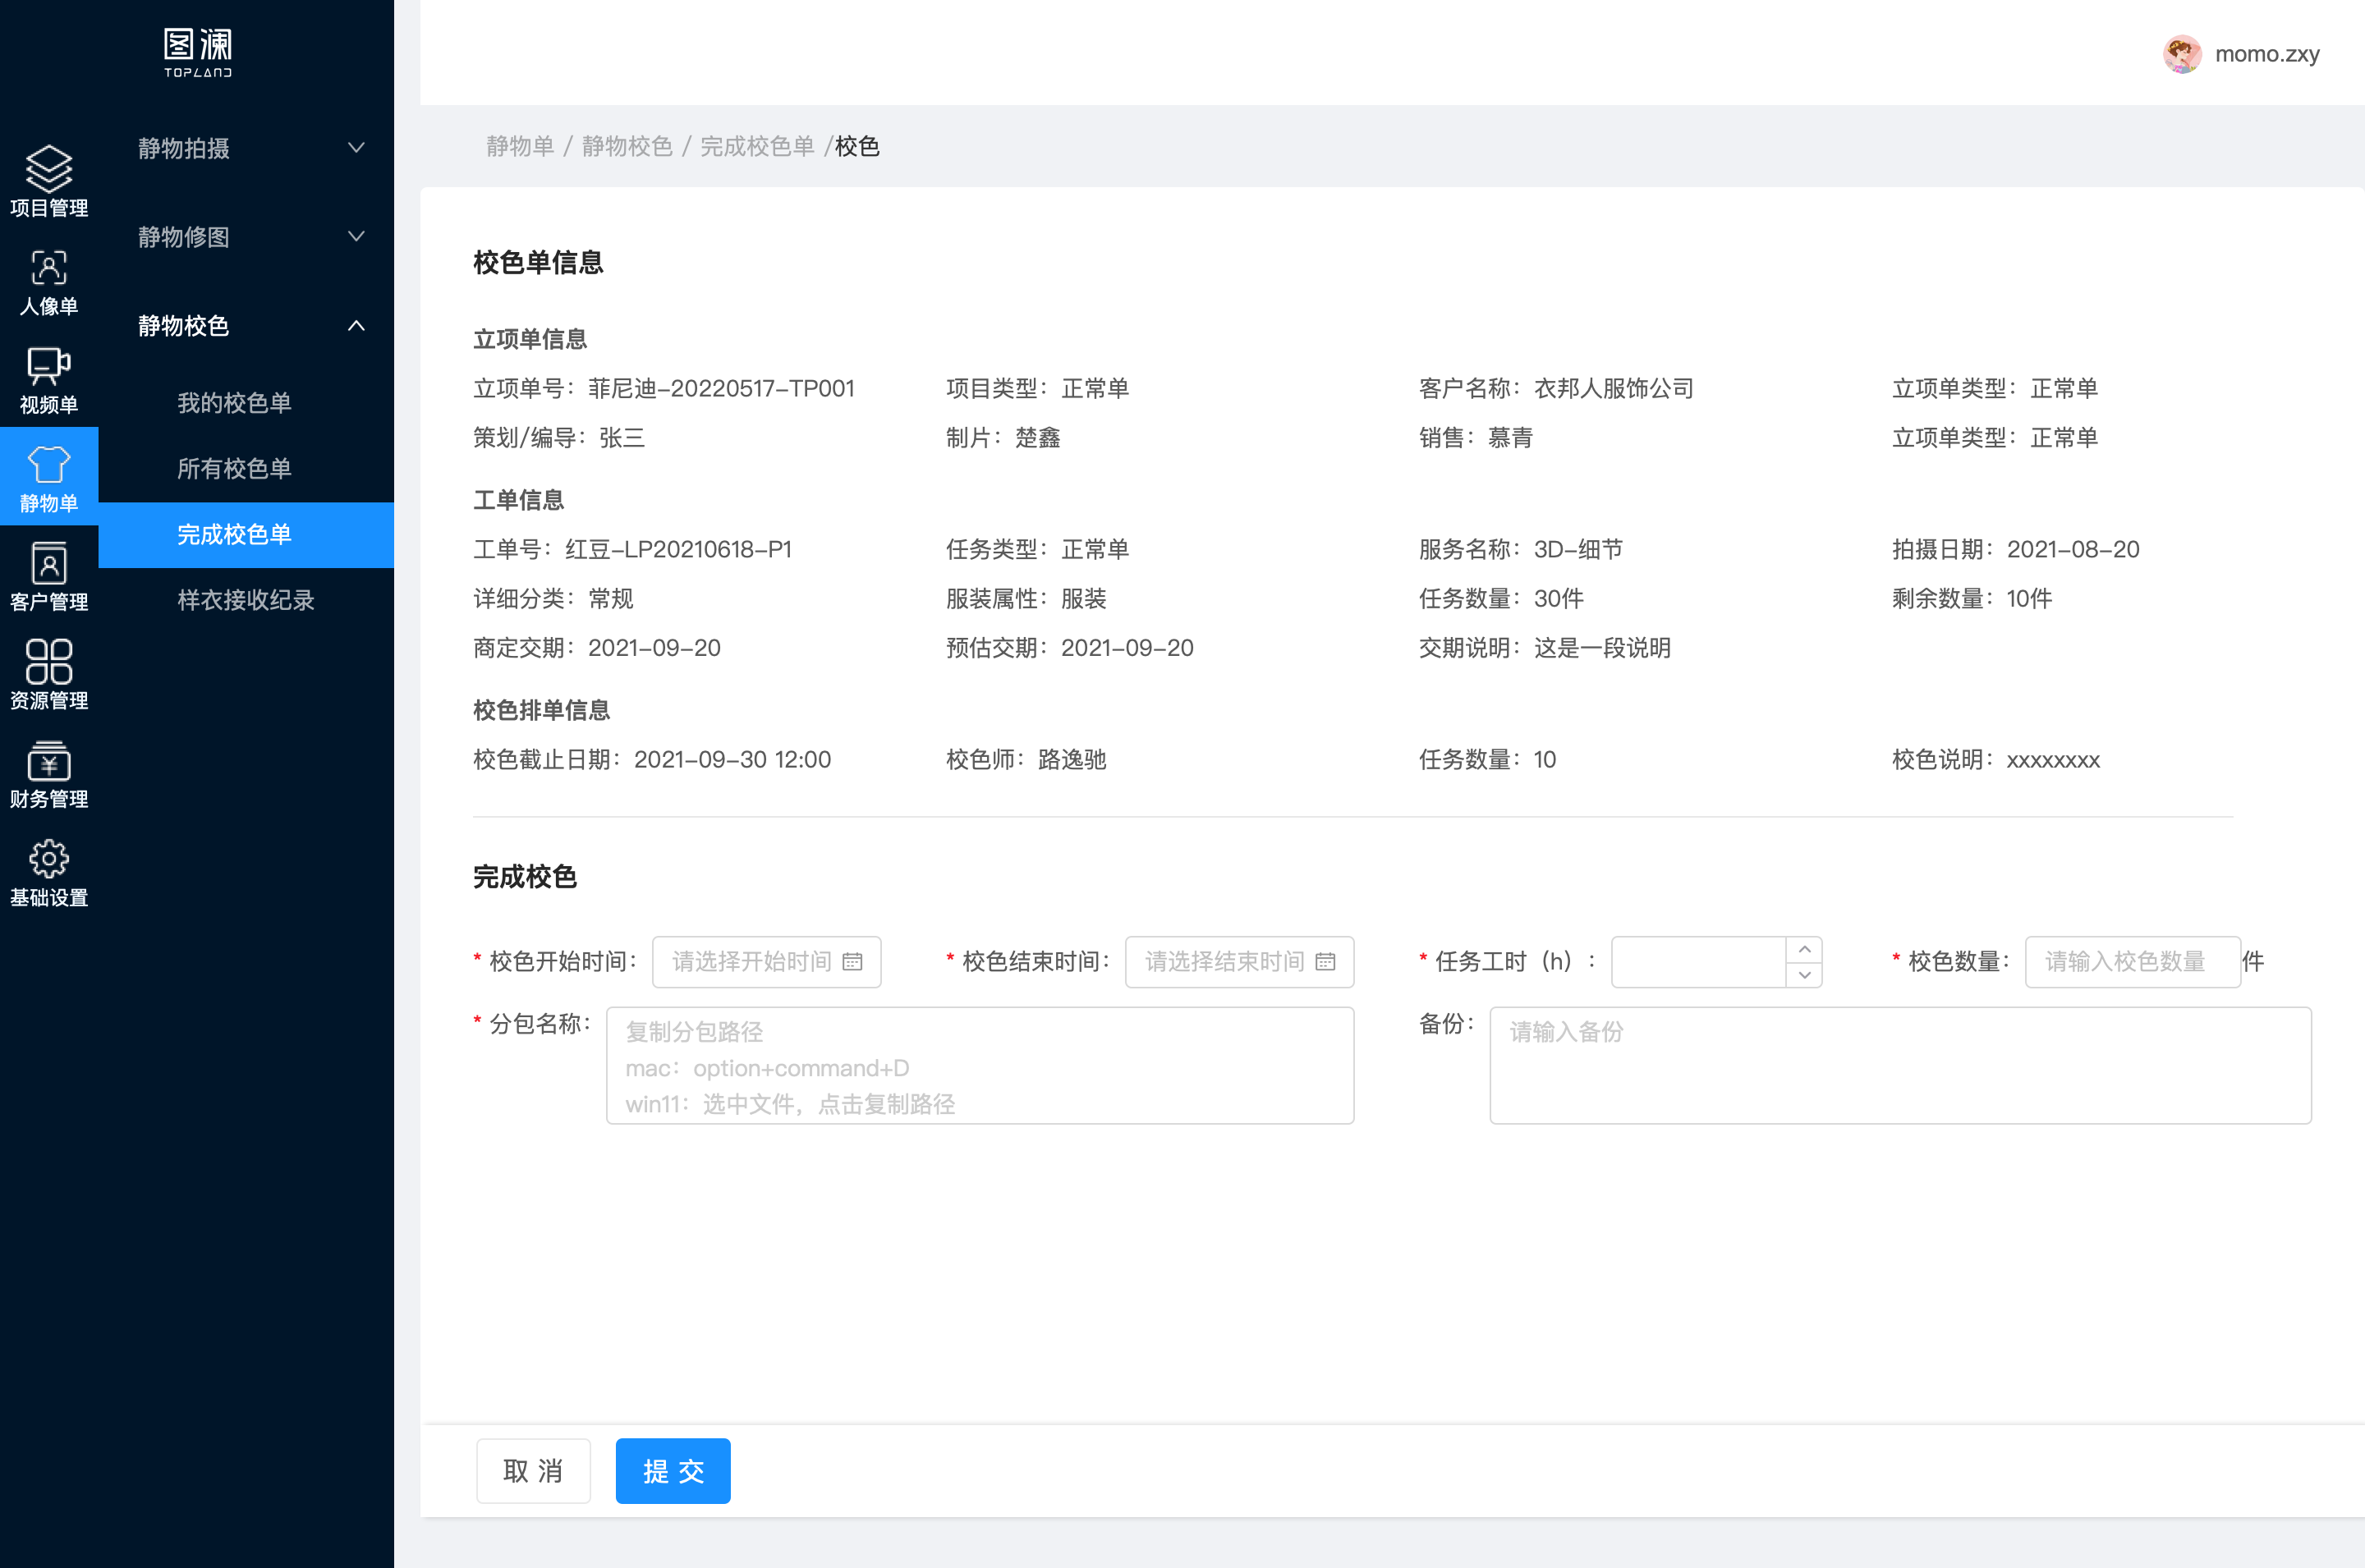 图澜
TOPLAND
momo.zxy
项目管理
人像单
视频单
静物单
客户管理
资源管理
财务管理
基础设置
静物拍摄
静物修图
静物校色
我的校色单
所有校色单
完成校色单
样衣接收纪录
静物单 / 静物校色 / 完成校色单 /校色
校色单信息
立项单信息
立项单号：菲尼迪-20220517-TP001 项目类型：正常单 客户名称：衣邦人服饰公司 立项单类型：正常单
策划/编导：张三 制片：楚鑫 销售：慕青 立项单类型：正常单
工单信息
工单号：红豆-LP20210618-P1 任务类型：正常单 服务名称：3D-细节 拍摄日期：2021-08-20
详细分类：常规 服装属性：服装 任务数量：30件 剩余数量：10件
商定交期：2021-09-20 预估交期：2021-09-20 交期说明：这是一段说明
校色排单信息
校色截止日期：2021-09-30 12:00 校色师：路逸驰 任务数量：10 校色说明：xxxxxxxx
完成校色
* 校色开始时间： 请选择开始时间 * 校色结束时间： 请选择结束时间 * 任务工时（h）： * 校色数量： 请输入校色数量 件
* 分包名称： 复制分包路径
mac：option+command+D
win11：选中文件，点击复制路径
备份： 请输入备份
取 消
提 交